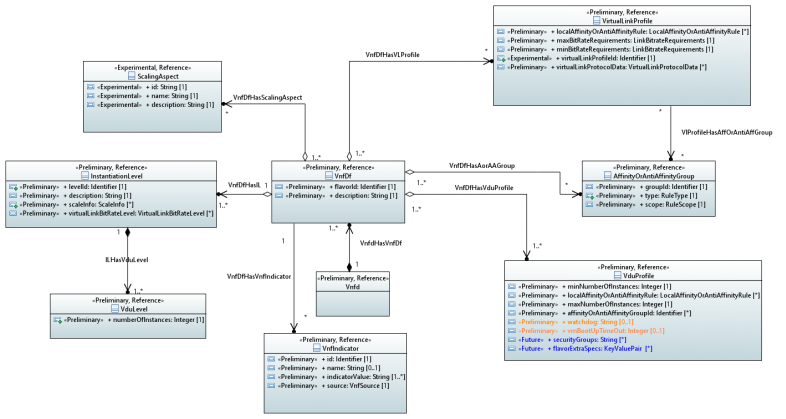 «Preliminary, Reference»
VirtualLinkProfile
«Preliminary» + localAffinityOrAntiAffinityRule: LocalAffinityOrAntiAffinityRule [*]
«Preliminary» + maxBitRateRequirements: LinkBitrateRequirements [1]
«Preliminary» + minBitRateRequirements: LinkBitrateRequirements [1]
«Experimental» + virtualLinkProfileId: Identifier [1]
«Preliminary» + virtualLinkProtocolData: VirtualLinkProtocolData [*]
VnfDfHasVLProfile
*
«Experimental, Reference»
ScalingAspect
«Experimental» + id: String [1]
«Experimental» + name: String [1]
«Experimental» + description: String [1]
VnfDfHasScalingAspect
*
*
VlProfileHasAffOrAntiAffGroup
*
1..*
1..*
«Preliminary, Reference»
InstantiationLevel
«Preliminary» + levelId: Identifier [1]
«Preliminary» + description: String [1]
«Preliminary» + scaleInfo: ScaleInfo [*]
«Preliminary» + virtualLinkBitRateLevel: VirtualLinkBitRateLevel [*]
VnfDfHasIL
1
1..*
«Preliminary, Reference»
VnfDf
«Preliminary» + flavorId: Identifier [1]
«Preliminary» + description: String [1]
VnfDfHasAorAAGroup
1..*
*
VnfDfHasVduProfile
1..*
«Preliminary, Reference»
AffinityOrAntiAffinityGroup
«Preliminary» + groupId: Identifier [1]
«Preliminary» + type: RuleType [1]
«Preliminary» + scope: RuleScope [1]
1
1..*
1
ILHasVduLevel
1..*
VnfdHasVnfDf
1
1..*
VnfDfHasVnfIndicator
*
«Preliminary, Reference»
Vnfd
«Preliminary, Reference»
VduProfile
«Preliminary» + minNumberOfInstances: Integer [1]
«Preliminary» + localAffinityOrAntiAffinityRule: LocalAffinityOrAntiAffinityRule [*]
«Preliminary» + maxNumberOfInstances: Integer [1]
«Preliminary» + affinityOrAntiAffinityGroupId: Identifier [*]
«Preliminary» + watchdog: String [0..1]
«Preliminary» + vmBootUpTimeOut: Integer [0..1]
«Future» + securityGroups: String [*]
«Future» + flavorExtraSpecs: KeyValuePair [*]
«Preliminary, Reference»
VduLevel
«Preliminary» + numberOfInstances: Integer [1]
«Preliminary, Reference»
VnfIndicator
«Preliminary» + id: Identifier [1]
«Preliminary» + name: String [0..1]
«Preliminary» + indicatorValue: String [1..*]
«Preliminary» + source: VnfSource [1]